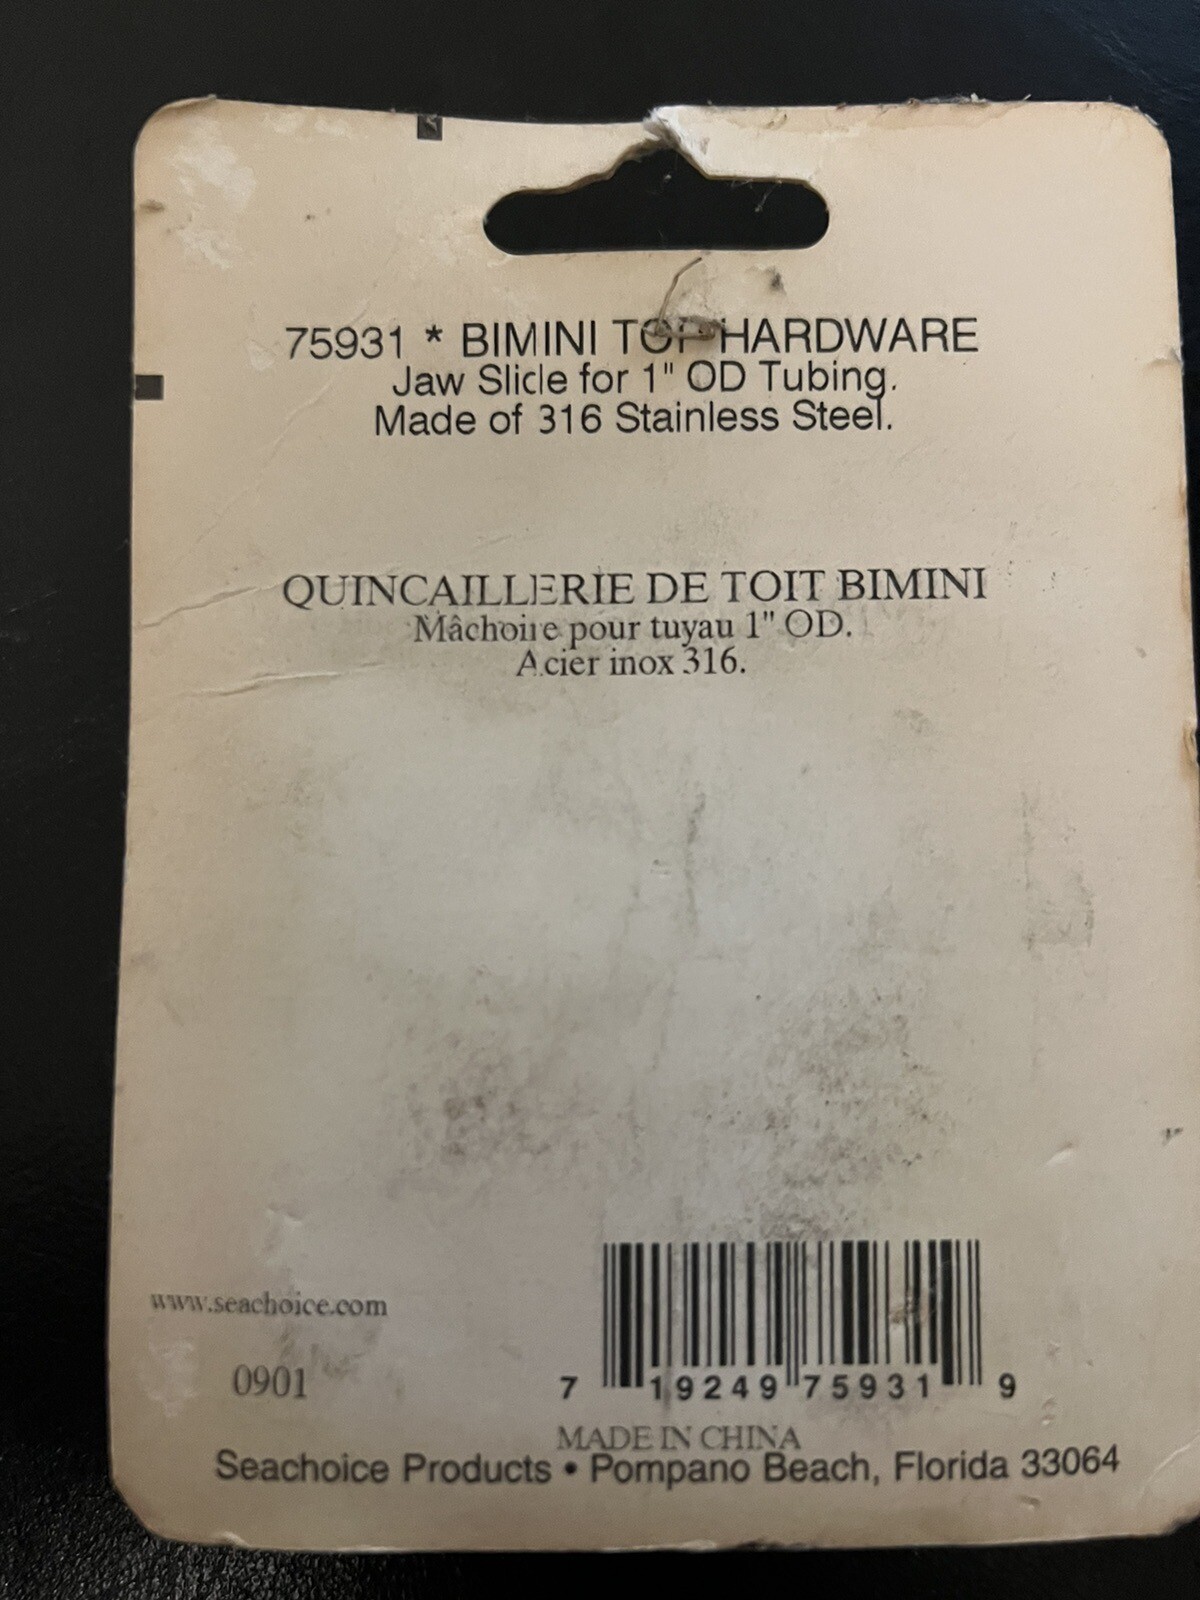 75931 * BIMINI TOP HARDWARE
Jaw Slide for 1" OD Tubing.
Made of 316 Stainless Steel.
QUINCAILLERIE DE TOIT BIMINI
Mâchoire pour tuyau 1" OD.
Acier inox 316.
www.seachoice.com
0901
7 19249 75931 9
MADE IN CHINA
Seachoice Products • Pompano Beach, Florida 33064